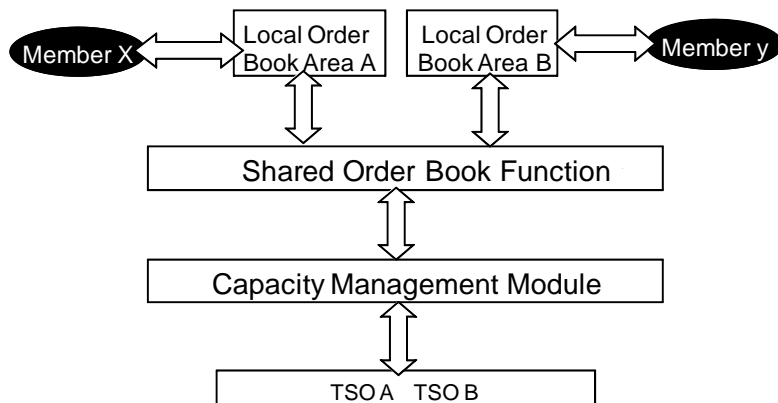 Member X
Local Order
Book Area A
Local Order
Book Area B
Member y
Shared Order Book Function
Capacity Management Module
TSO A TSO B